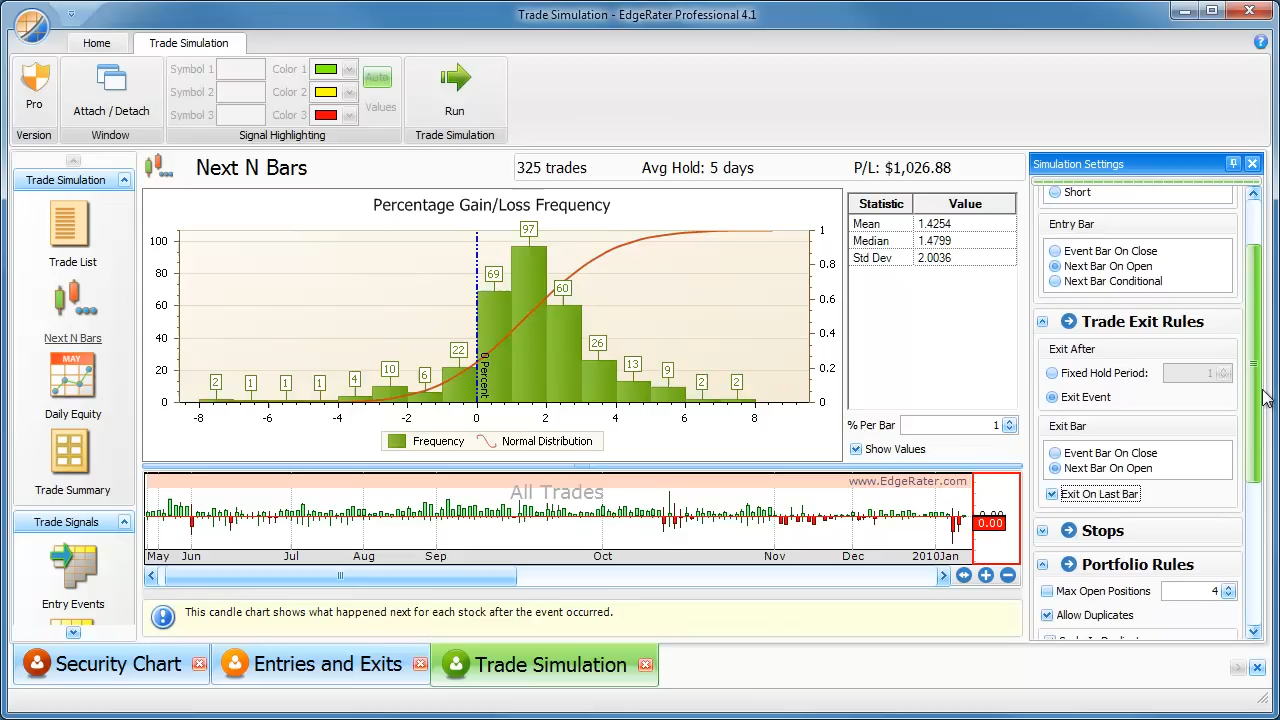 Trade Simulation - EdgeRater Professional 4.1
Home
Trade Simulation
Pro
Version
Attach / Detach
Window
Symbol 1
Color 1
Symbol 2
Color 2
Symbol 3
Color 3
Auto
Values
Signal Highlighting
Run
Trade Simulation
Trade Simulation
Trade List
Next N Bars
MAY
Daily Equity
Trade Summary
Trade Signals
Entry Events
Next N Bars
325 trades
Avg Hold: 5 days
P/L: $1,026.88
Percentage Gain/Loss Frequency
100
80
60
40
20
0
1
0.8
0.6
0.4
0.2
0
2
1
1
1
4
10
6
22
69
97
60
26
13
9
2
2
0 Percent
-8 -6 -4 -2 0 2 4 6 8
Frequency
Normal Distribution
Statistic Value
Mean 1.4254
Median 1.4799
Std Dev 2.0036
% Per Bar 1
Show Values
All Trades
www.EdgeRater.com
0.00
May Jun Jul Aug Sep Oct Nov Dec 2010Jan
This candle chart shows what happened next for each stock after the event occurred.
Simulation Settings
Short
Entry Bar
Event Bar On Close
Next Bar On Open
Next Bar Conditional
Trade Exit Rules
Exit After
Fixed Hold Period: 1
Exit Event
Exit Bar
Event Bar On Close
Next Bar On Open
Exit On Last Bar
Stops
Portfolio Rules
Max Open Positions 4
Allow Duplicates
Security Chart
Entries and Exits
Trade Simulation